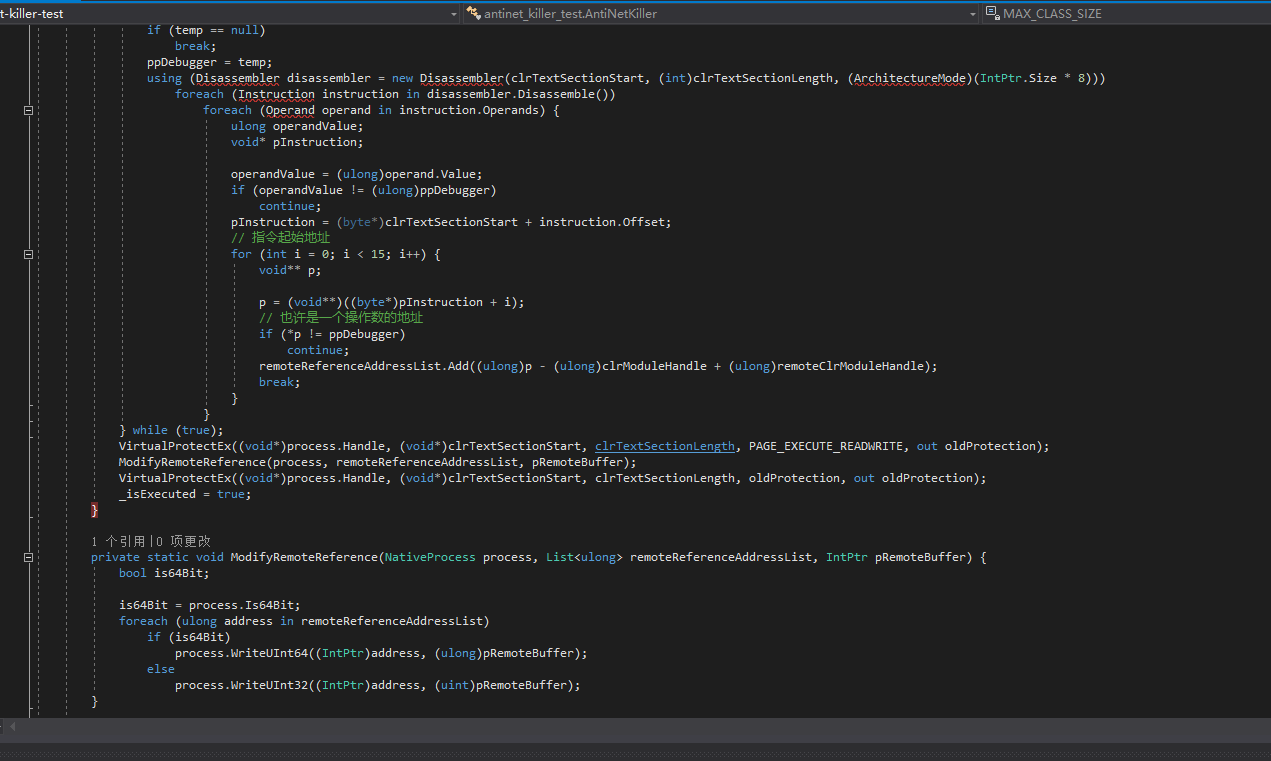 t-killer-test antinet_killer_test.AntiNetKiller MAX_CLASS_SIZE
if (temp == null)
break;
ppDebugger = temp;
using (Disassembler disassembler = new Disassembler(clrTextSectionStart, (int)clrTextSectionLength, (ArchitectureMode)(IntPtr.Size * 8)))
foreach (Instruction instruction in disassembler.Disassemble())
foreach (Operand operand in instruction.Operands) {
ulong operandValue;
void* pInstruction;
operandValue = (ulong)operand.Value;
if (operandValue != (ulong)ppDebugger)
continue;
pInstruction = (byte*)clrTextSectionStart + instruction.Offset;
// 指令起始地址
for (int i = 0; i < 15; i++) {
void** p;
p = (void**)((byte*)pInstruction + i);
// 也许是一个操作数的地址
if (*p != ppDebugger)
continue;
remoteReferenceAddressList.Add((ulong)p - (ulong)clrModuleHandle + (ulong)remoteClrModuleHandle);
break;
}
}
} while (true);
VirtualProtectEx((void*)process.Handle, (void*)clrTextSectionStart, clrTextSectionLength, PAGE_EXECUTE_READWRITE, out oldProtection);
ModifyRemoteReference(process, remoteReferenceAddressList, pRemoteBuffer);
VirtualProtectEx((void*)process.Handle, (void*)clrTextSectionStart, clrTextSectionLength, oldProtection, out oldProtection);
_isExecuted = true;
}
1 个引用|0 项更改
private static void ModifyRemoteReference(NativeProcess process, List<ulong> remoteReferenceAddressList, IntPtr pRemoteBuffer) {
bool is64Bit;
is64Bit = process.Is64Bit;
foreach (ulong address in remoteReferenceAddressList)
if (is64Bit)
process.WriteUInt64((IntPtr)address, (ulong)pRemoteBuffer);
else
process.WriteUInt32((IntPtr)address, (uint)pRemoteBuffer);
}